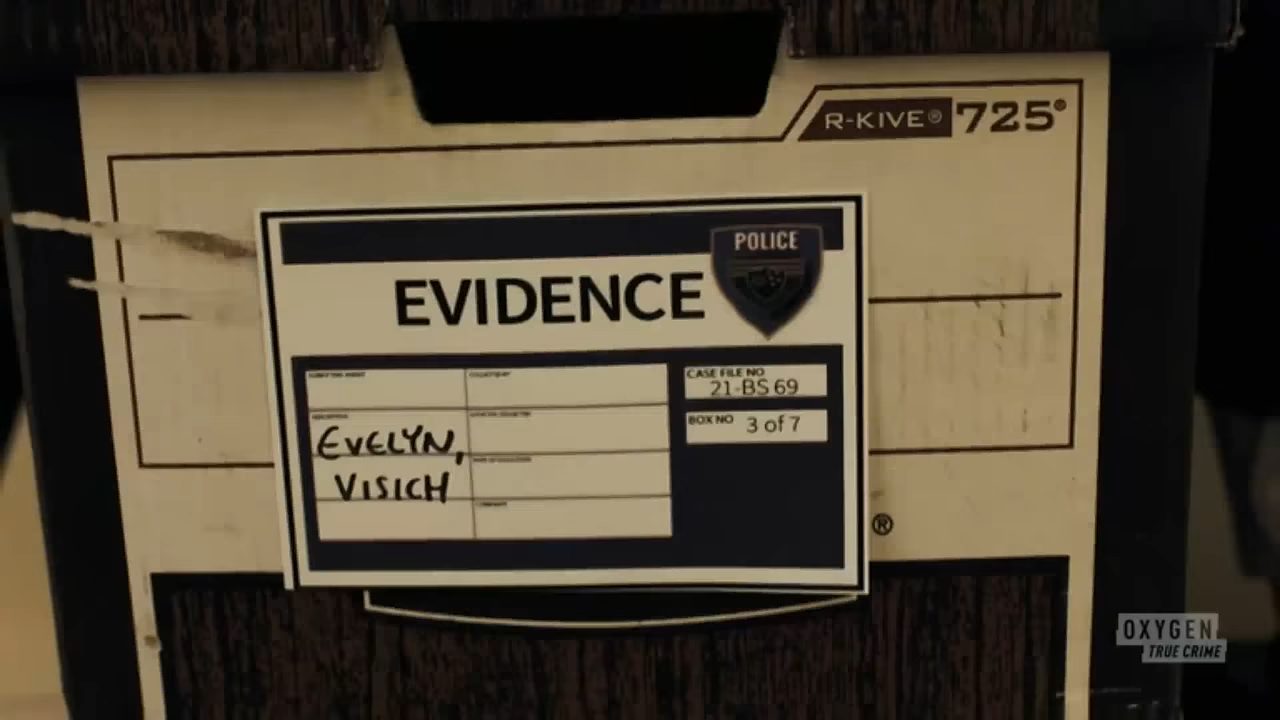 R-KIVE® 725®
POLICE
EVIDENCE
CASE FILE NO
21-BS 69
BOX NO 3 of 7
EVELYN,
VISICH
®
OXYGEN
TRUE CRIME